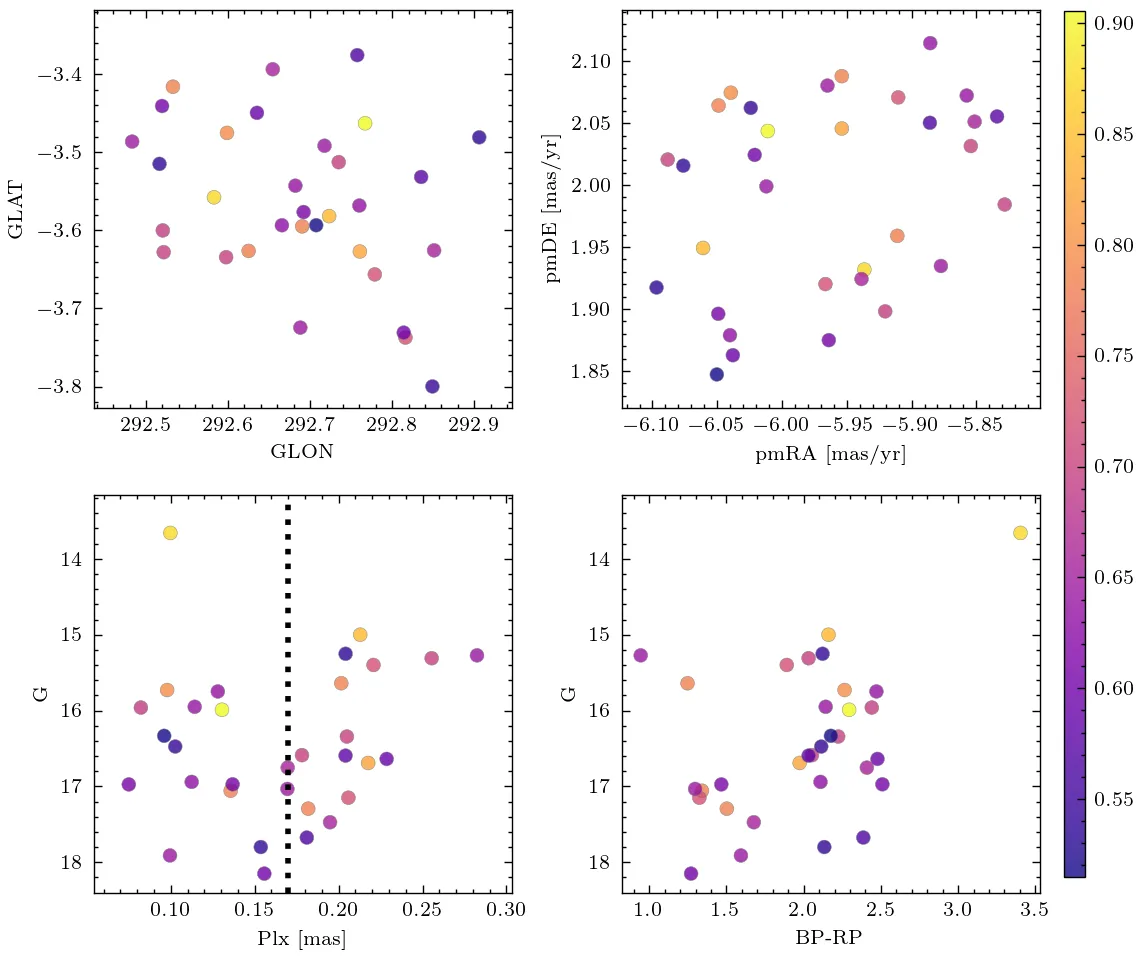 −3.4
−3.5
−3.6
−3.7
−3.8
GLAT
292.5 292.6 292.7 292.8 292.9
GLON
2.10
2.05
2.00
1.95
1.90
1.85
pmDE [mas/yr]
−6.10 −6.05 −6.00 −5.95 −5.90 −5.85
pmRA [mas/yr]
14
15
16
17
18
G
0.10 0.15 0.20 0.25 0.30
Plx [mas]
14
15
16
17
18
G
1.0 1.5 2.0 2.5 3.0 3.5
BP-RP
0.90
0.85
0.80
0.75
0.70
0.65
0.60
0.55